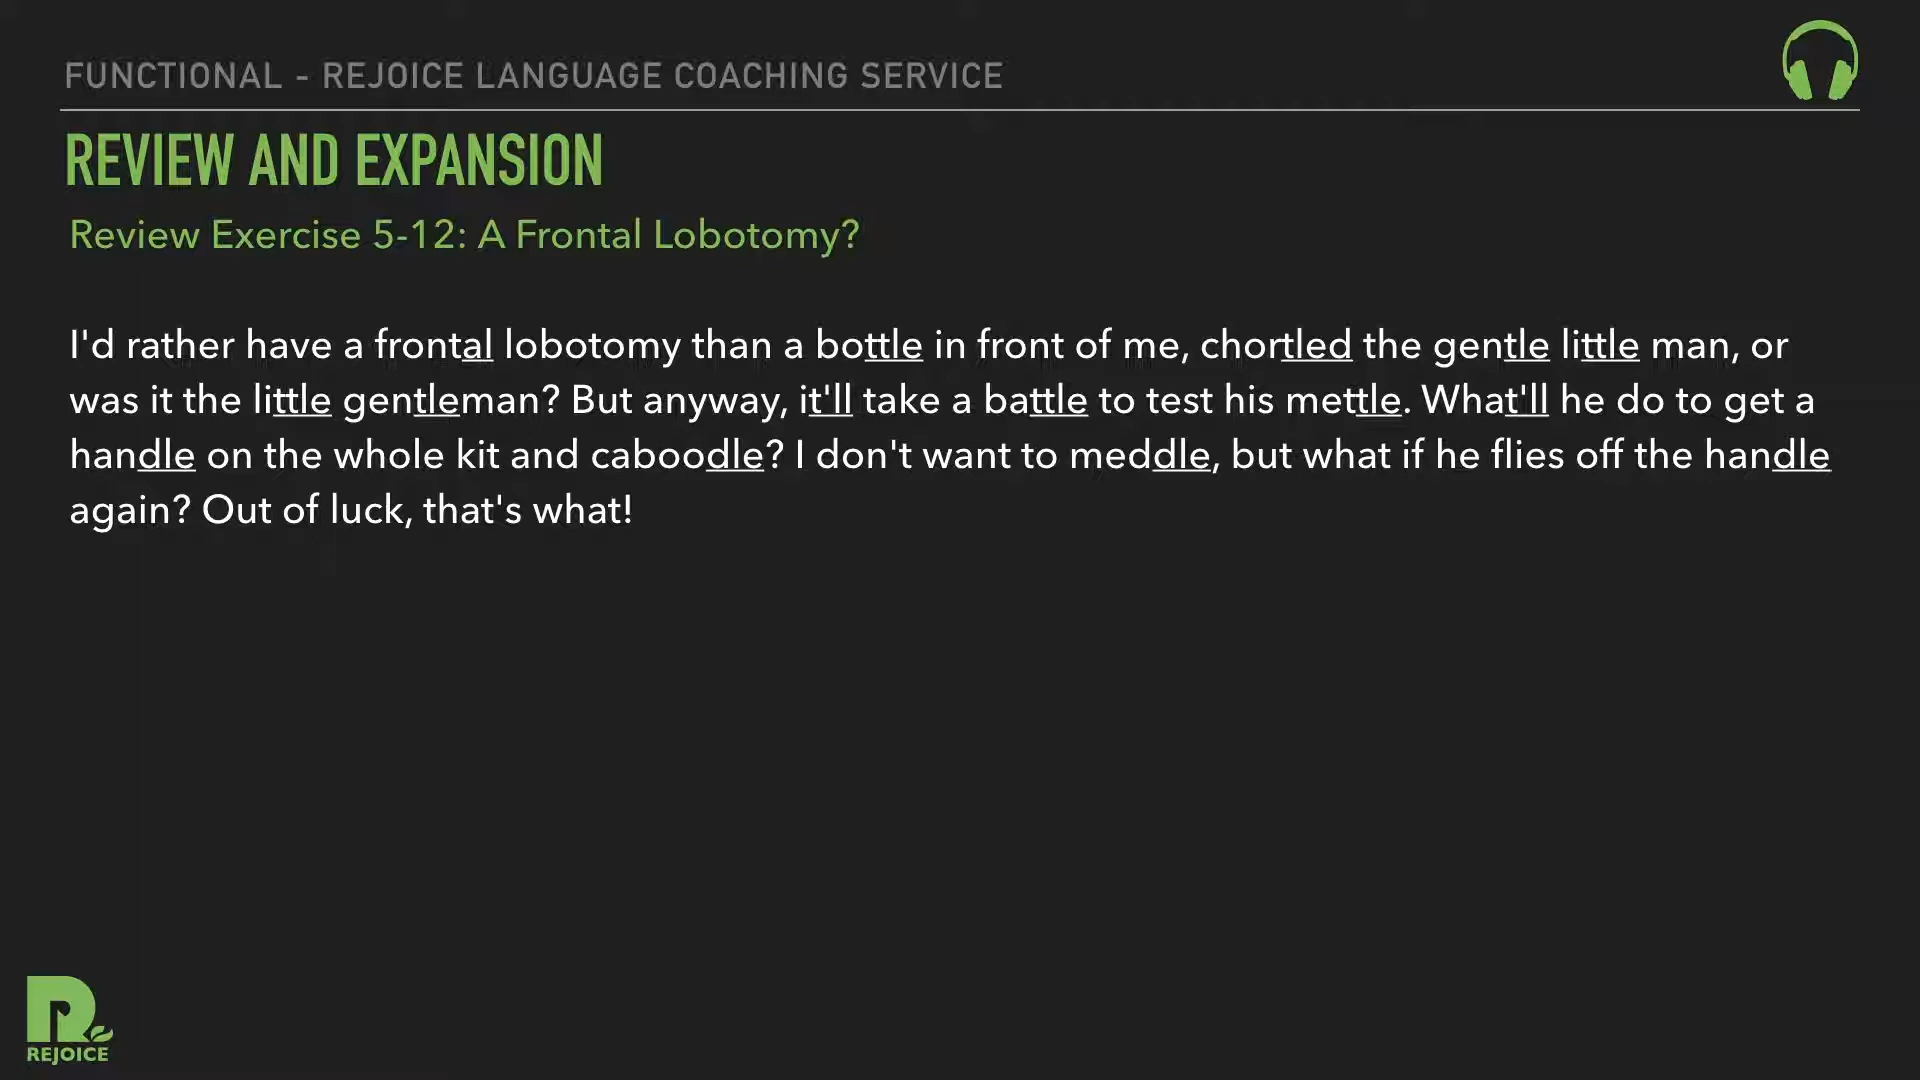 FUNCTIONAL - REJOICE LANGUAGE COACHING SERVICE
REVIEW AND EXPANSION
Review Exercise 5-12: A Frontal Lobotomy?
I'd rather have a frontal lobotomy than a bottle in front of me, chortled the gentle little man, or
was it the little gentleman? But anyway, it'll take a battle to test his mettle. What'll he do to get a
handle on the whole kit and caboodle? I don't want to meddle, but what if he flies off the handle
again? Out of luck, that's what!
REJOICE